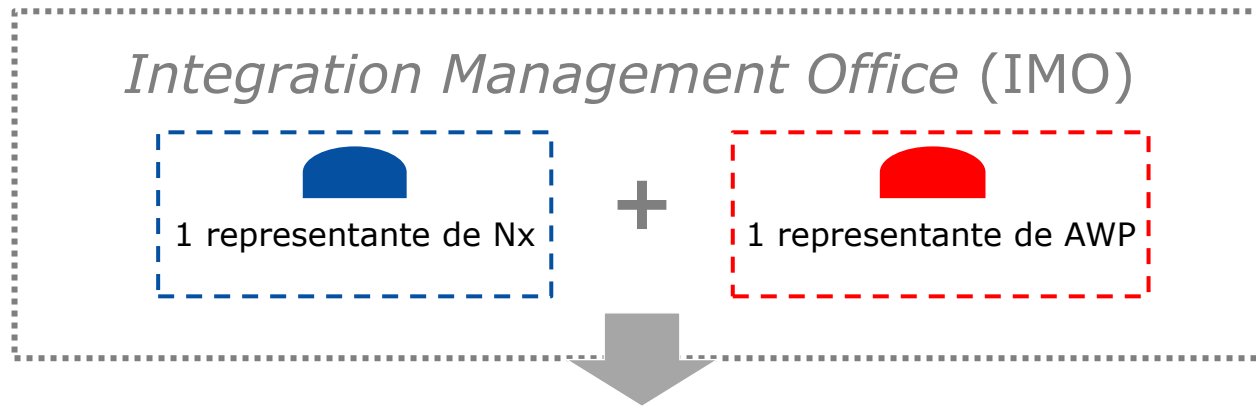 Integration Management Office (IMO)
1 representante de Nx
+
1 representante de AWP